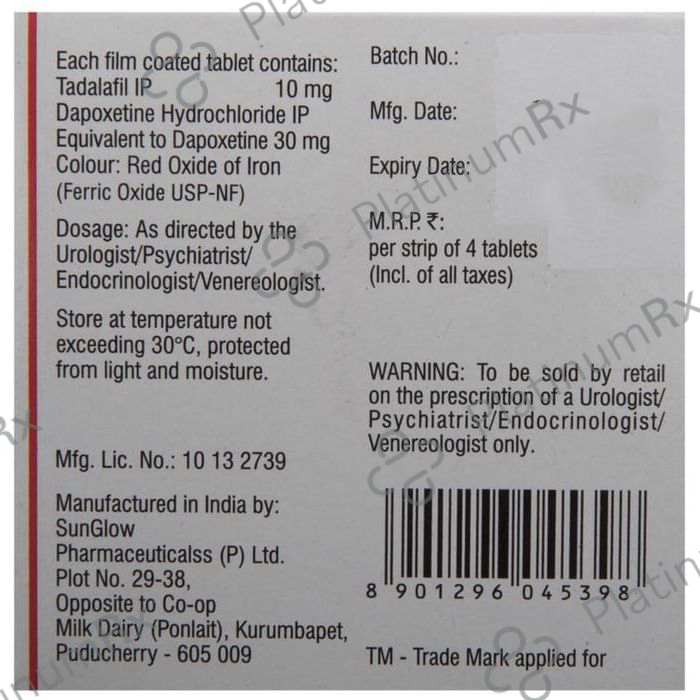 Each film coated tablet contains:
Tadalafil IP 10 mg
Dapoxetine Hydrochloride IP
Equivalent to Dapoxetine 30 mg
Colour: Red Oxide of Iron
(Ferric Oxide USP-NF)
Dosage: As directed by the
Urologist/Psychiatrist/
Endocrinologist/Venereologist.
Store at temperature not
exceeding 30°C, protected
from light and moisture.
Mfg. Lic. No.: 10 13 2739
Manufactured in India by:
SunGlow
Pharmaceuticalss (P) Ltd.
Plot No. 29-38,
Opposite to Co-op
Milk Dairy (Ponlait), Kurumbapet,
Puducherry - 605 009
Batch No.:
Mfg. Date:
Expiry Date:
M.R.P. ₹:
per strip of 4 tablets
(Incl. of all taxes)
WARNING: To be sold by retail
on the prescription of a Urologist/
Psychiatrist/Endocrinologist/
Venereologist only.
8 901296 045398
TM - Trade Mark applied for
PlatinumRx
PlatinumRx
PlatinumRx